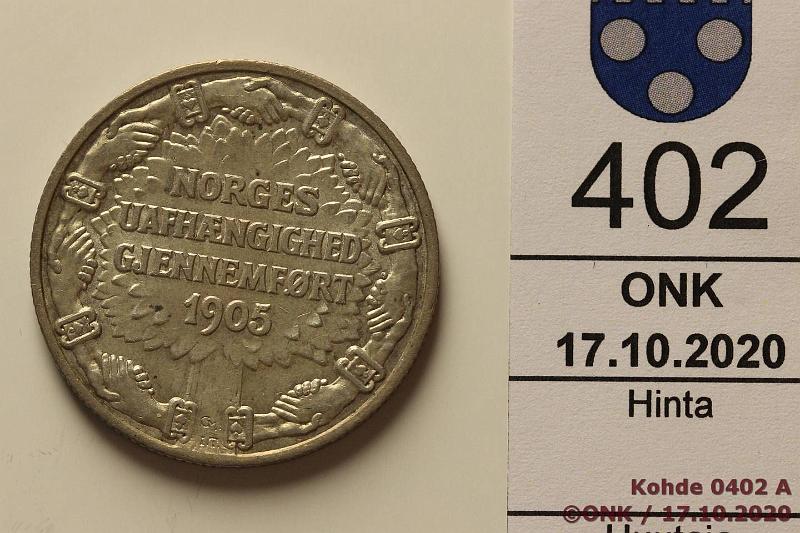 NORGES
UAFHÆNGIGHED
GJENNEMFØRT
1905
402
ONK
17.10.2020
Hinta
Kohde 0402 A
©ONK / 17.10.2020